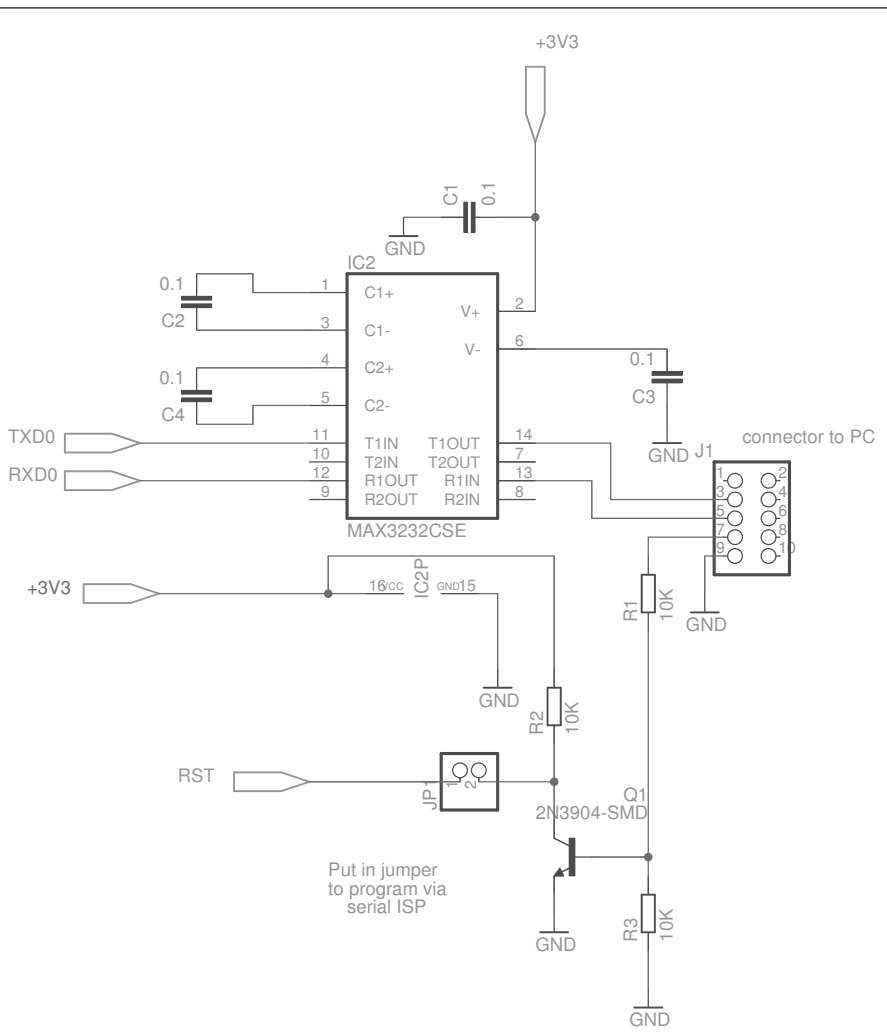 +3V3
C1
0.1
GND
IC2
0.1
C2
1
C1+
3
C1-
V+
2
V-
6
0.1
C4
4
C2+
5
C2-
0.1
C3
GND
TXD0
11
T1IN
T1OUT
14
10
T2IN
T2OUT
7
RXD0
12
R1OUT
R1IN
13
9
R2OUT
R2IN
8
MAX3232CSE
J1
connector to PC
1
2
3
4
5
6
7
8
9
10
GND
+3V3
16
VCC
IC2P
GND
15
GND
R1
10K
R2
10K
RST
JP1
1
2
Q1
2N3904-SMD
Put in jumper
to program via
serial ISP
GND
R3
10K
GND